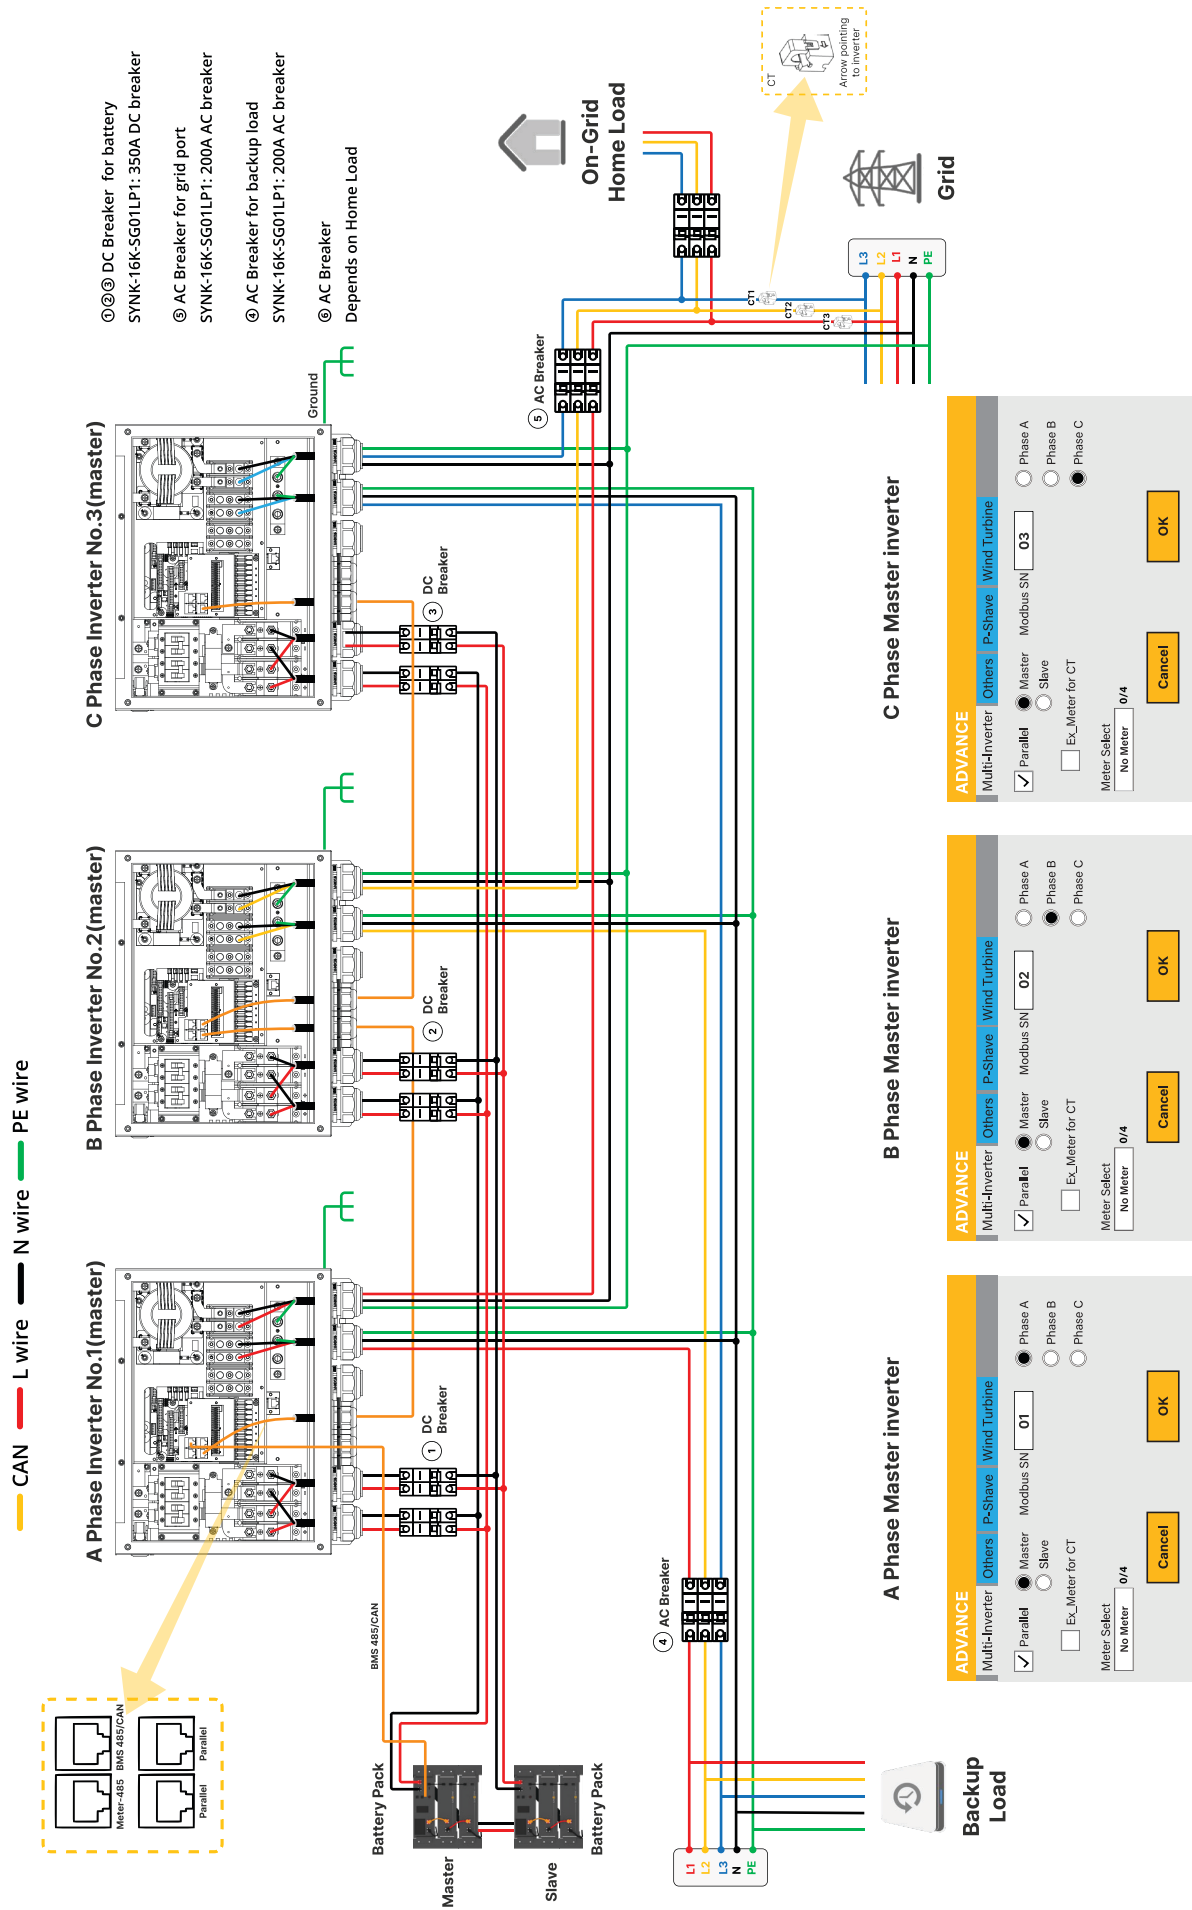 CAN
L wire
N wire
PE wire
①②③ DC Breaker for battery
SYNK-16K-SG01LP1: 350A DC breaker
⑤ AC Breaker for grid port
SYNK-16K-SG01LP1: 200A AC breaker
④ AC Breaker for backup load
SYNK-16K-SG01LP1: 200A AC breaker
⑥ AC Breaker
Depends on Home Load
Meter-485
BMS 485/CAN
Parallel
Parallel
A Phase Inverter No.1(master)
B Phase Inverter No.2(master)
C Phase Inverter No.3(master)
Ground
BMS 485/CAN
① DC
Breaker
② DC
Breaker
③ DC
Breaker
Battery Pack
Master
Slave
Battery Pack
④ AC Breaker
⑤ AC Breaker
On-Grid
Home Load
CT
Arrow pointing
to inverter
CT1
CT2
CT3
L3
L2
L1
N
PE
Grid
L1
L2
L3
N
PE
Backup
Load
A Phase Master inverter
ADVANCE
Multi-Inverter Others P-Shave Wind Turbine
Parallel
Master
Slave
Modbus SN 01
Phase A
Phase B
Phase C
Ex_Meter for CT
Meter Select
No Meter 0/4
Cancel
OK
B Phase Master inverter
ADVANCE
Multi-Inverter Others P-Shave Wind Turbine
Parallel
Master
Slave
Modbus SN 02
Phase A
Phase B
Phase C
Ex_Meter for CT
Meter Select
No Meter 0/4
Cancel
OK
C Phase Master inverter
ADVANCE
Multi-Inverter Others P-Shave Wind Turbine
Parallel
Master
Slave
Modbus SN 03
Phase A
Phase B
Phase C
Ex_Meter for CT
Meter Select
No Meter 0/4
Cancel
OK